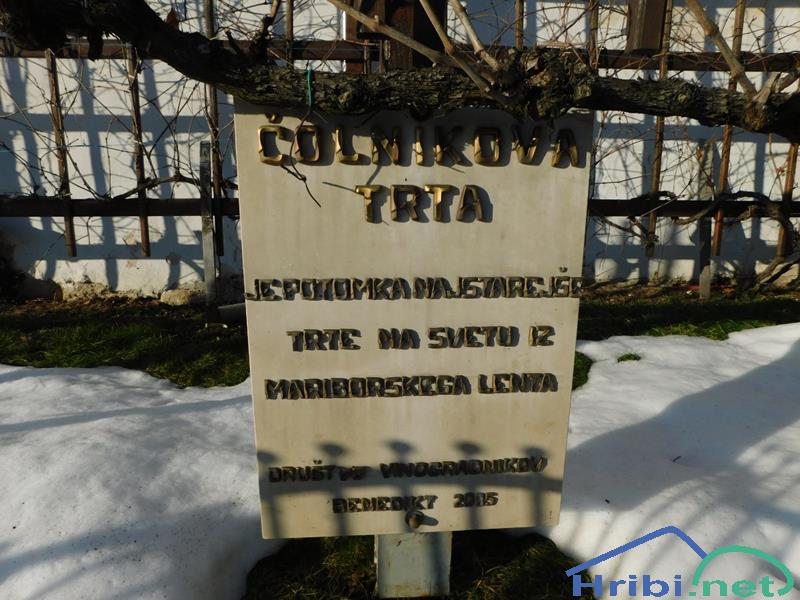 ČOLNIKOVA
TRTA
JE POTOMKA NAJSTAREJŠE
TRTE NA SVETU IZ
MARIBORSKEGA LENTA
DRUŠTVO VINOGRADNIKOV
BENEDIKT 2005
Hribi.net